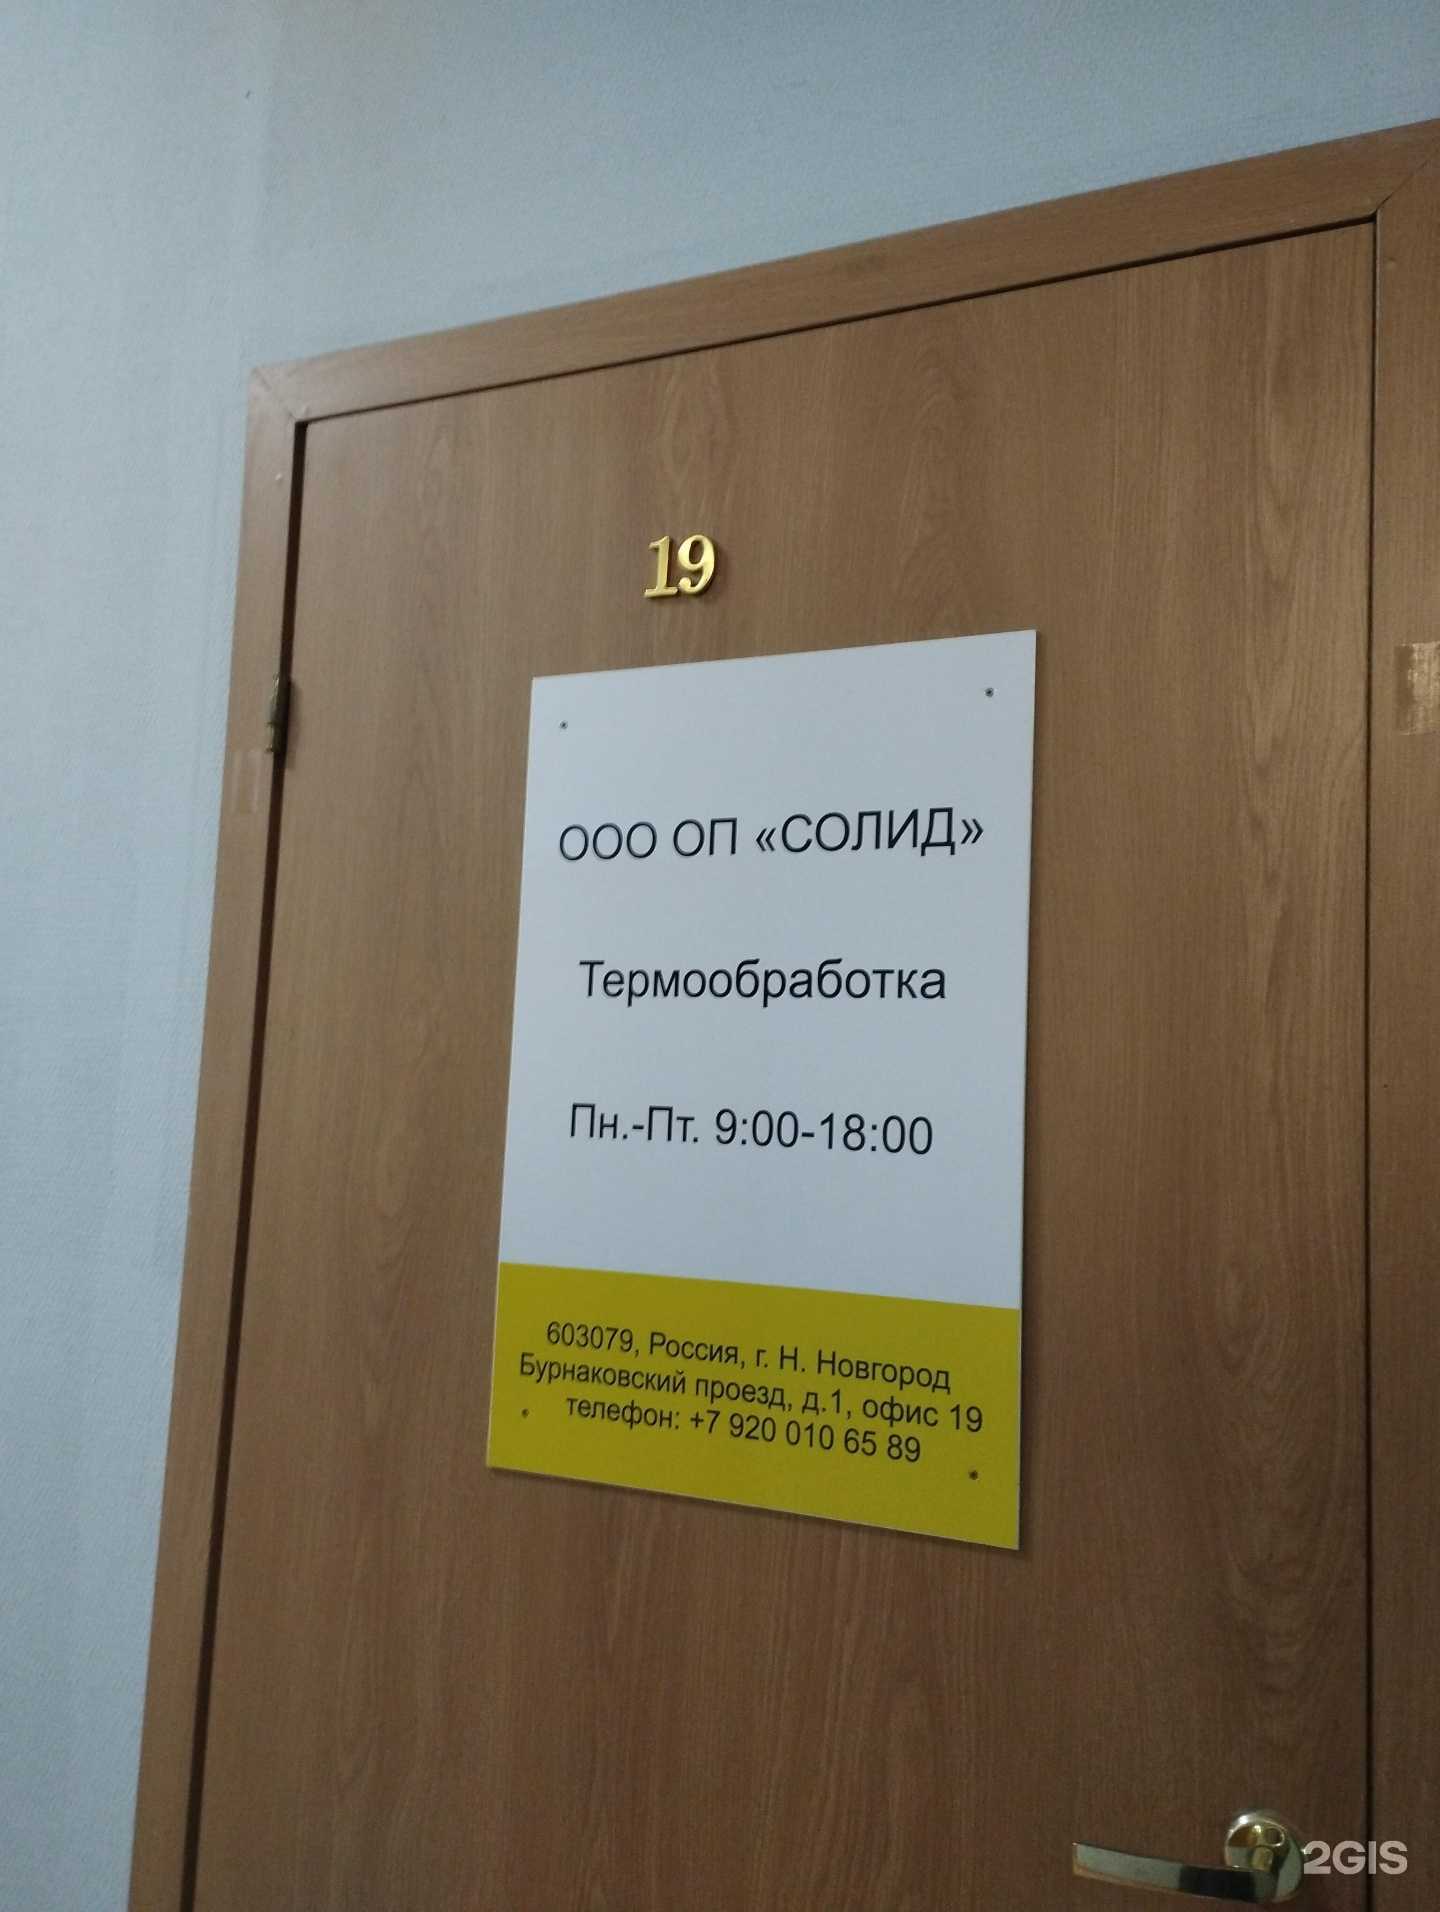 19
ООО ОП «СОЛИД»
Термообработка
Пн.-Пт. 9:00-18:00
603079, Россия, г. Н. Новгород
Бурнаковский проезд, д.1, офис 19
телефон: +7 920 010 65 89
2GIS